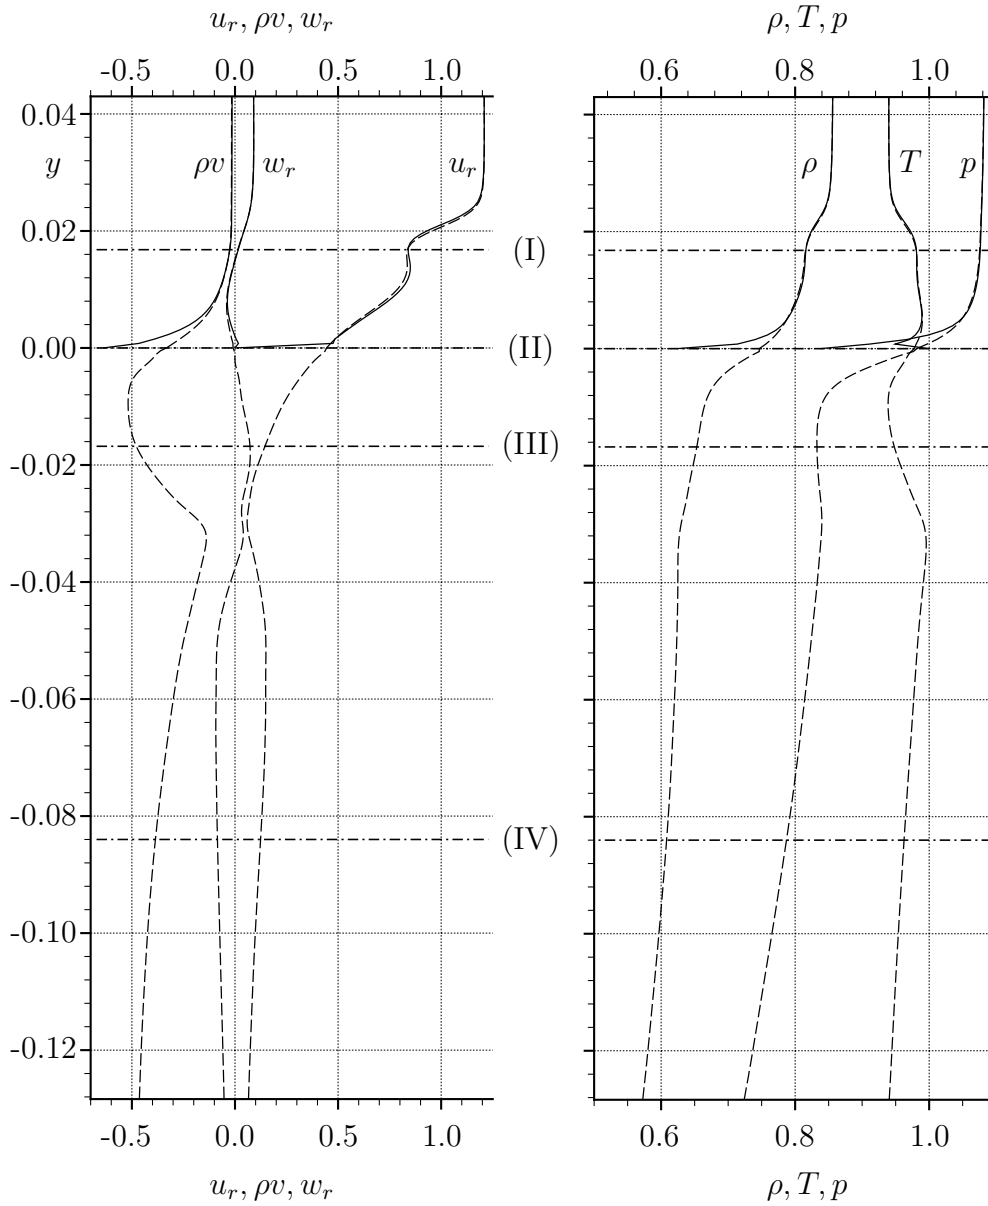 u_r, ρv, w_r
ρ, T, p
-0.5 0.0 0.5 1.0
0.6 0.8 1.0
0.04
y
ρv w_r u_r
ρ T p
0.02
(I)
0.00
(II)
(III)
-0.02
-0.04
-0.06
-0.08
(IV)
-0.10
-0.12
-0.5 0.0 0.5 1.0
0.6 0.8 1.0
u_r, ρv, w_r
ρ, T, p